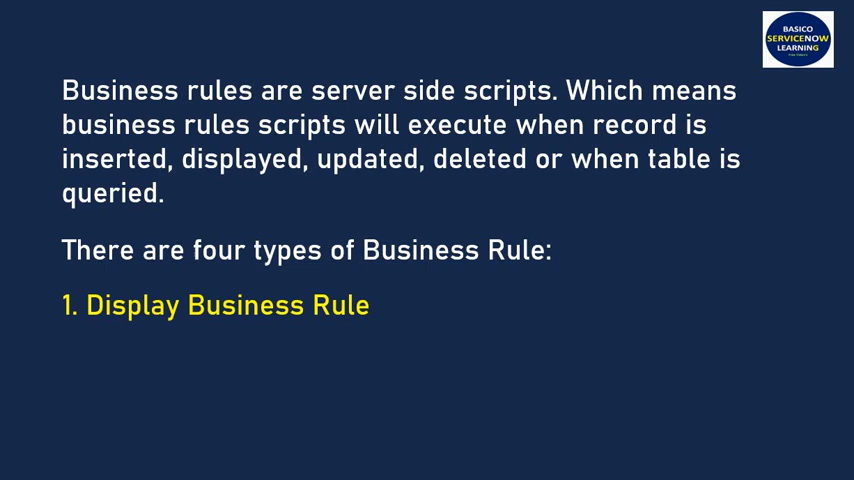 BASICO
SERVICENOW
LEARNING
Business rules are server side scripts. Which means
business rules scripts will execute when record is
inserted, displayed, updated, deleted or when table is
queried.
There are four types of Business Rule:
1. Display Business Rule